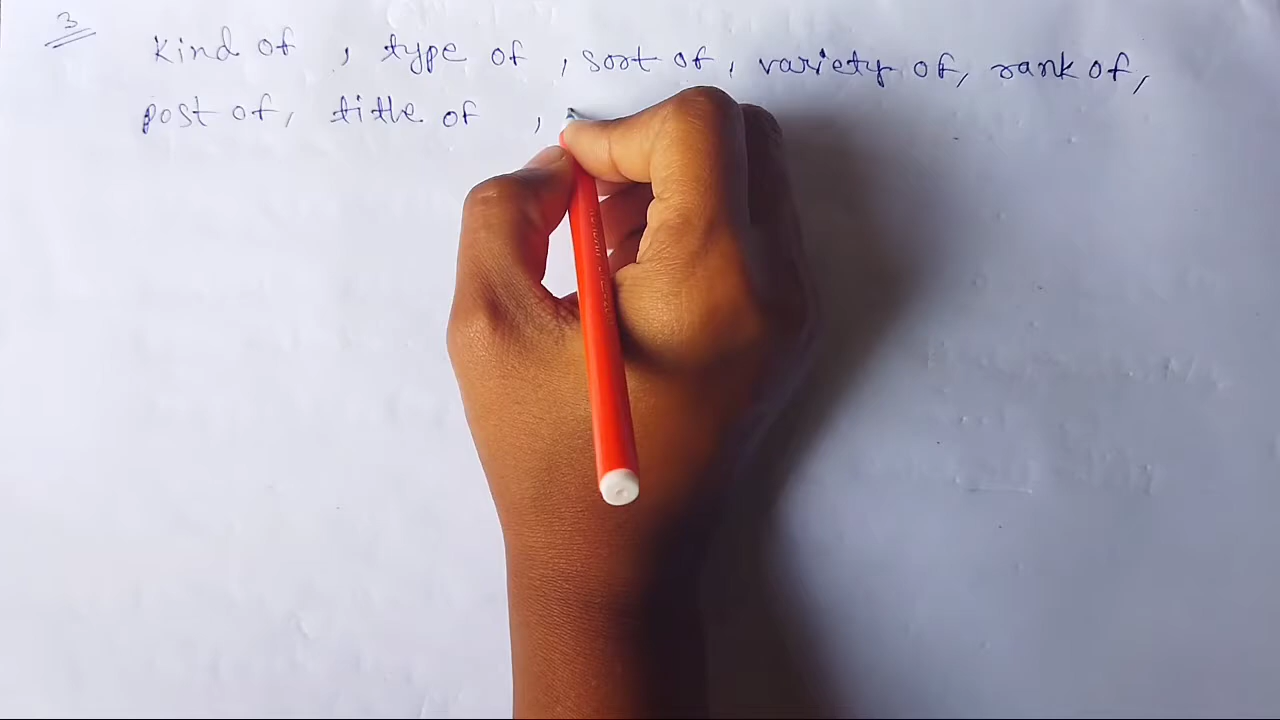 3 Kind of , type of , sort of, variety of, rank of,
post of, title of ,